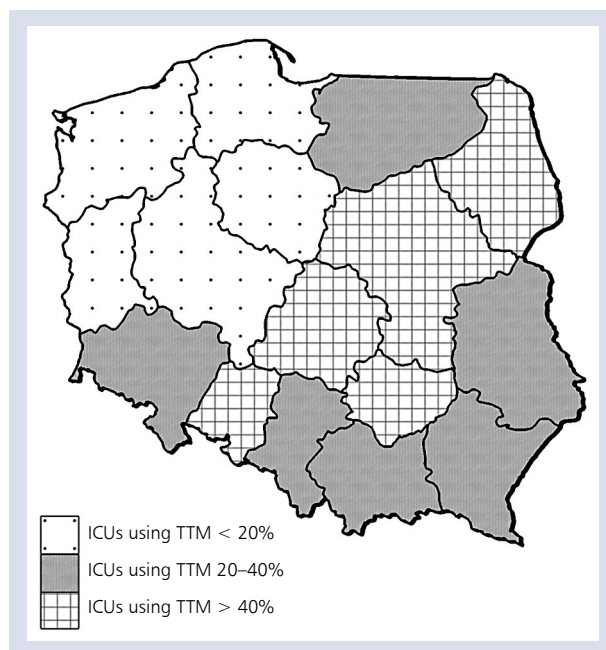 ICUs using TTM < 20%
ICUs using TTM 20–40%
ICUs using TTM > 40%